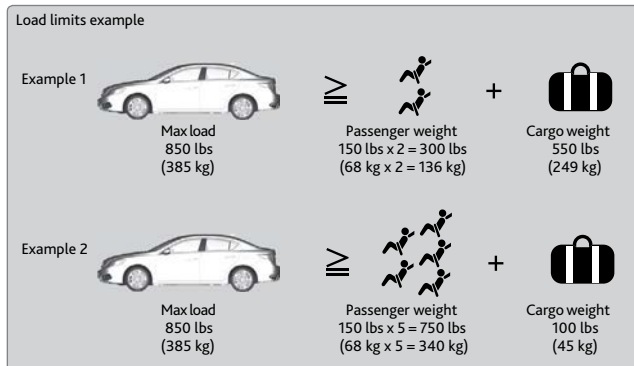 Load limits example
Example 1
≧
+
Max load
850 lbs
(385 kg)
Passenger weight
150 lbs x 2 = 300 lbs
(68 kg x 2 = 136 kg)
Cargo weight
550 lbs
(249 kg)
Example 2
≧
+
Max load
850 lbs
(385 kg)
Passenger weight
150 lbs x 5 = 750 lbs
(68 kg x 5 = 340 kg)
Cargo weight
100 lbs
(45 kg)